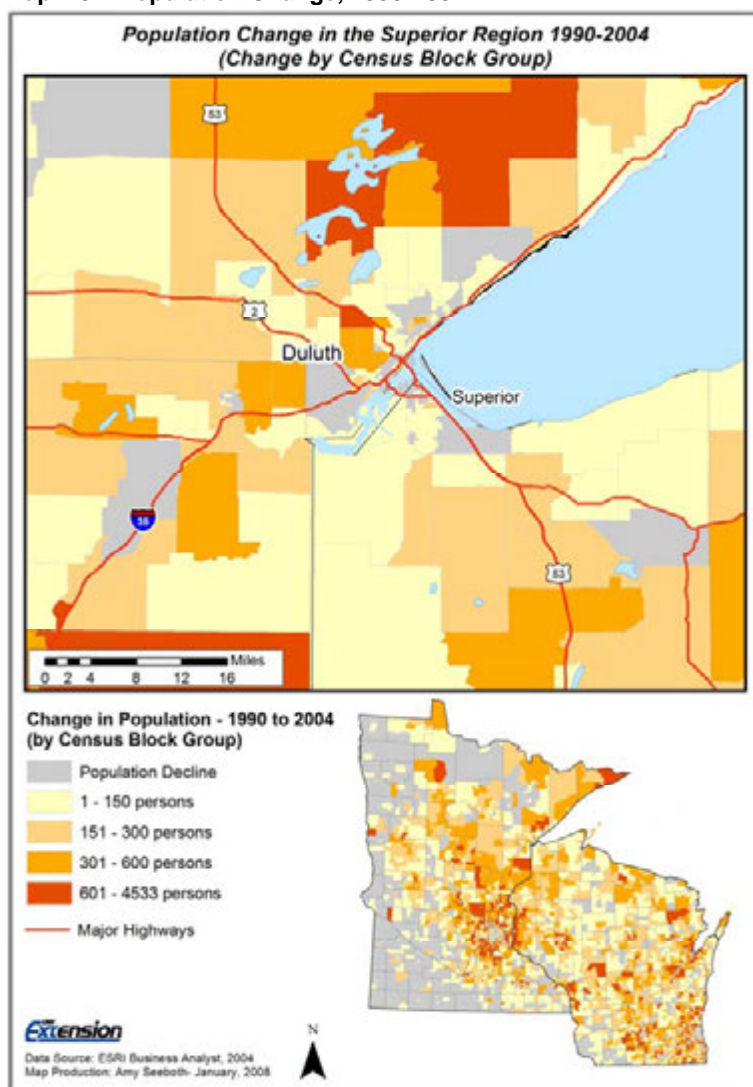 Population Change in the Superior Region 1990-2004
(Change by Census Block Group)
53
2
Duluth
Superior
35
53
Miles
0 2 4 8 12 16
Change in Population - 1990 to 2004
(by Census Block Group)
Population Decline
1 - 150 persons
151 - 300 persons
301 - 600 persons
601 - 4533 persons
Major Highways
Extension
N
Data Source: ESRI Business Analyst, 2004
Map Production: Amy Seeboth- January, 2008